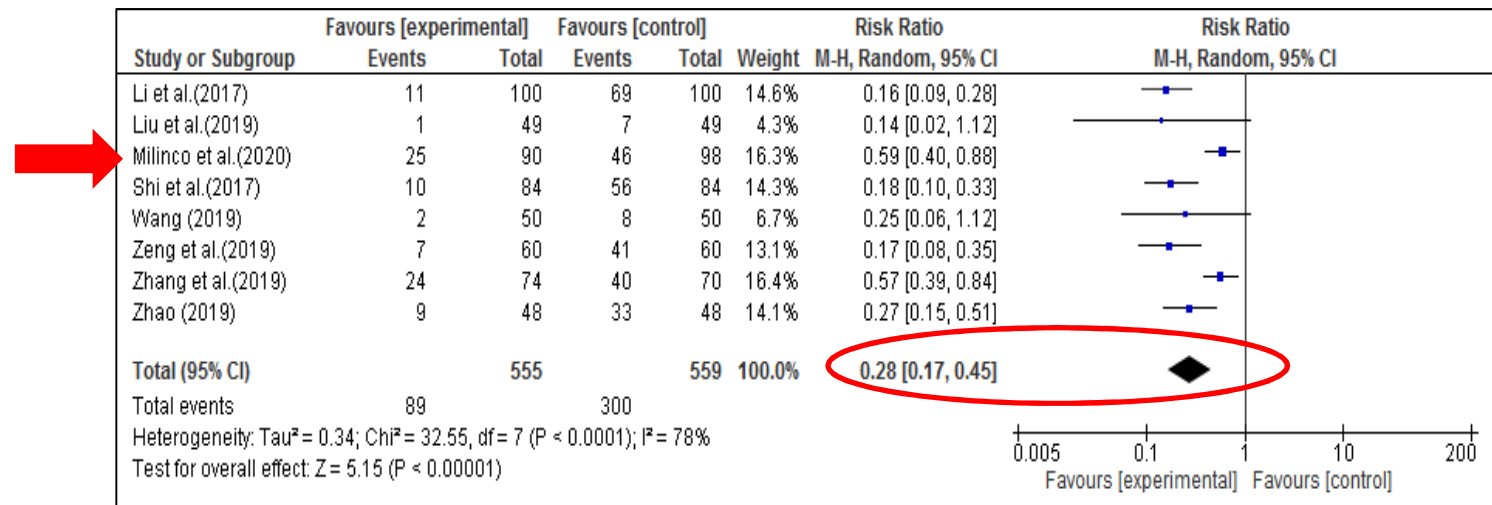 Favours [experimental] Favours [control] Risk Ratio Risk Ratio
Study or Subgroup Events Total Events Total Weight M-H, Random, 95% CI M-H, Random, 95% CI
Li et al.(2017) 11 100 69 100 14.6% 0.16 [0.09, 0.28]
Liu et al.(2019) 1 49 7 49 4.3% 0.14 [0.02, 1.12]
Milinco et al.(2020) 25 90 46 98 16.3% 0.59 [0.40, 0.88]
Shi et al.(2017) 10 84 56 84 14.3% 0.18 [0.10, 0.33]
Wang (2019) 2 50 8 50 6.7% 0.25 [0.06, 1.12]
Zeng et al.(2019) 7 60 41 60 13.1% 0.17 [0.08, 0.35]
Zhang et al.(2019) 24 74 40 70 16.4% 0.57 [0.39, 0.84]
Zhao (2019) 9 48 33 48 14.1% 0.27 [0.15, 0.51]
Total (95% CI) 555 559 100.0% 0.28 [0.17, 0.45]
Total events 89 300
Heterogeneity: Tau² = 0.34; Chi² = 32.55, df = 7 (P < 0.0001); I² = 78%
Test for overall effect: Z = 5.15 (P < 0.00001)
0.005 0.1 1 10 200
Favours [experimental] Favours [control]